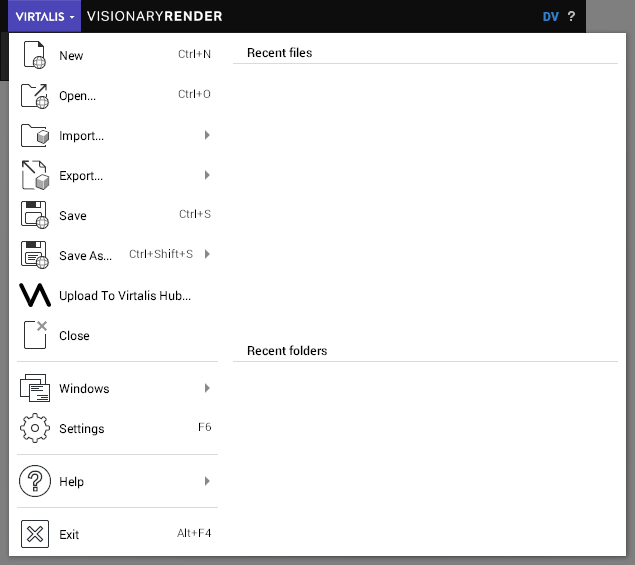 VIRTALIS VISIONARYRENDER DV ?
New Ctrl+N
Open... Ctrl+O
Import...
Export...
Save Ctrl+S
Save As... Ctrl+Shift+S
Upload To Virtalis Hub...
Close
Windows
Settings F6
Help
Exit Alt+F4
Recent files
Recent folders